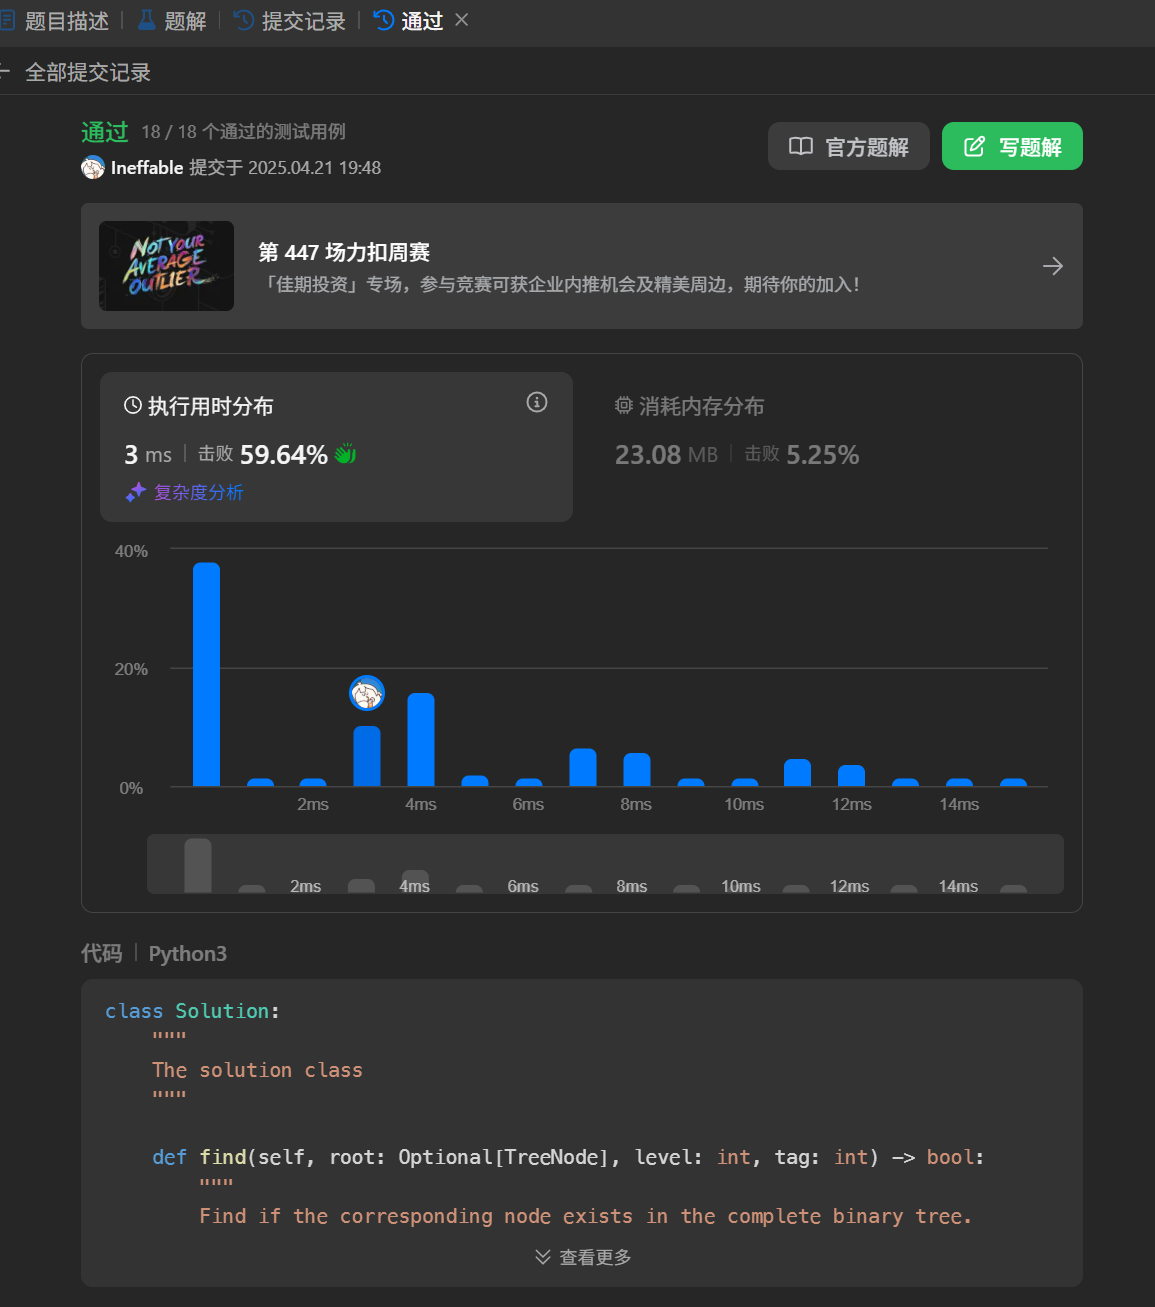 题目描述 题解 提交记录 通过
全部提交记录
通过 18 / 18 个通过的测试用例
Ineffable 提交于 2025.04.21 19:48
官方题解 写题解
NOT YOUR
AVERAGE
OUTLIER
第 447 场力扣周赛
「佳期投资」专场，参与竞赛可获企业内推机会及精美周边，期待你的加入！
执行用时分布
3 ms 击败 59.64%
复杂度分析
消耗内存分布
23.08 MB 击败 5.25%
40%
20%
0%
2ms 4ms 6ms 8ms 10ms 12ms 14ms
2ms 4ms 6ms 8ms 10ms 12ms 14ms
代码 Python3
class Solution:
    """
    The solution class
    """
    def find(self, root: Optional[TreeNode], level: int, tag: int) -> bool:
        """
        Find if the corresponding node exists in the complete binary tree.
查看更多